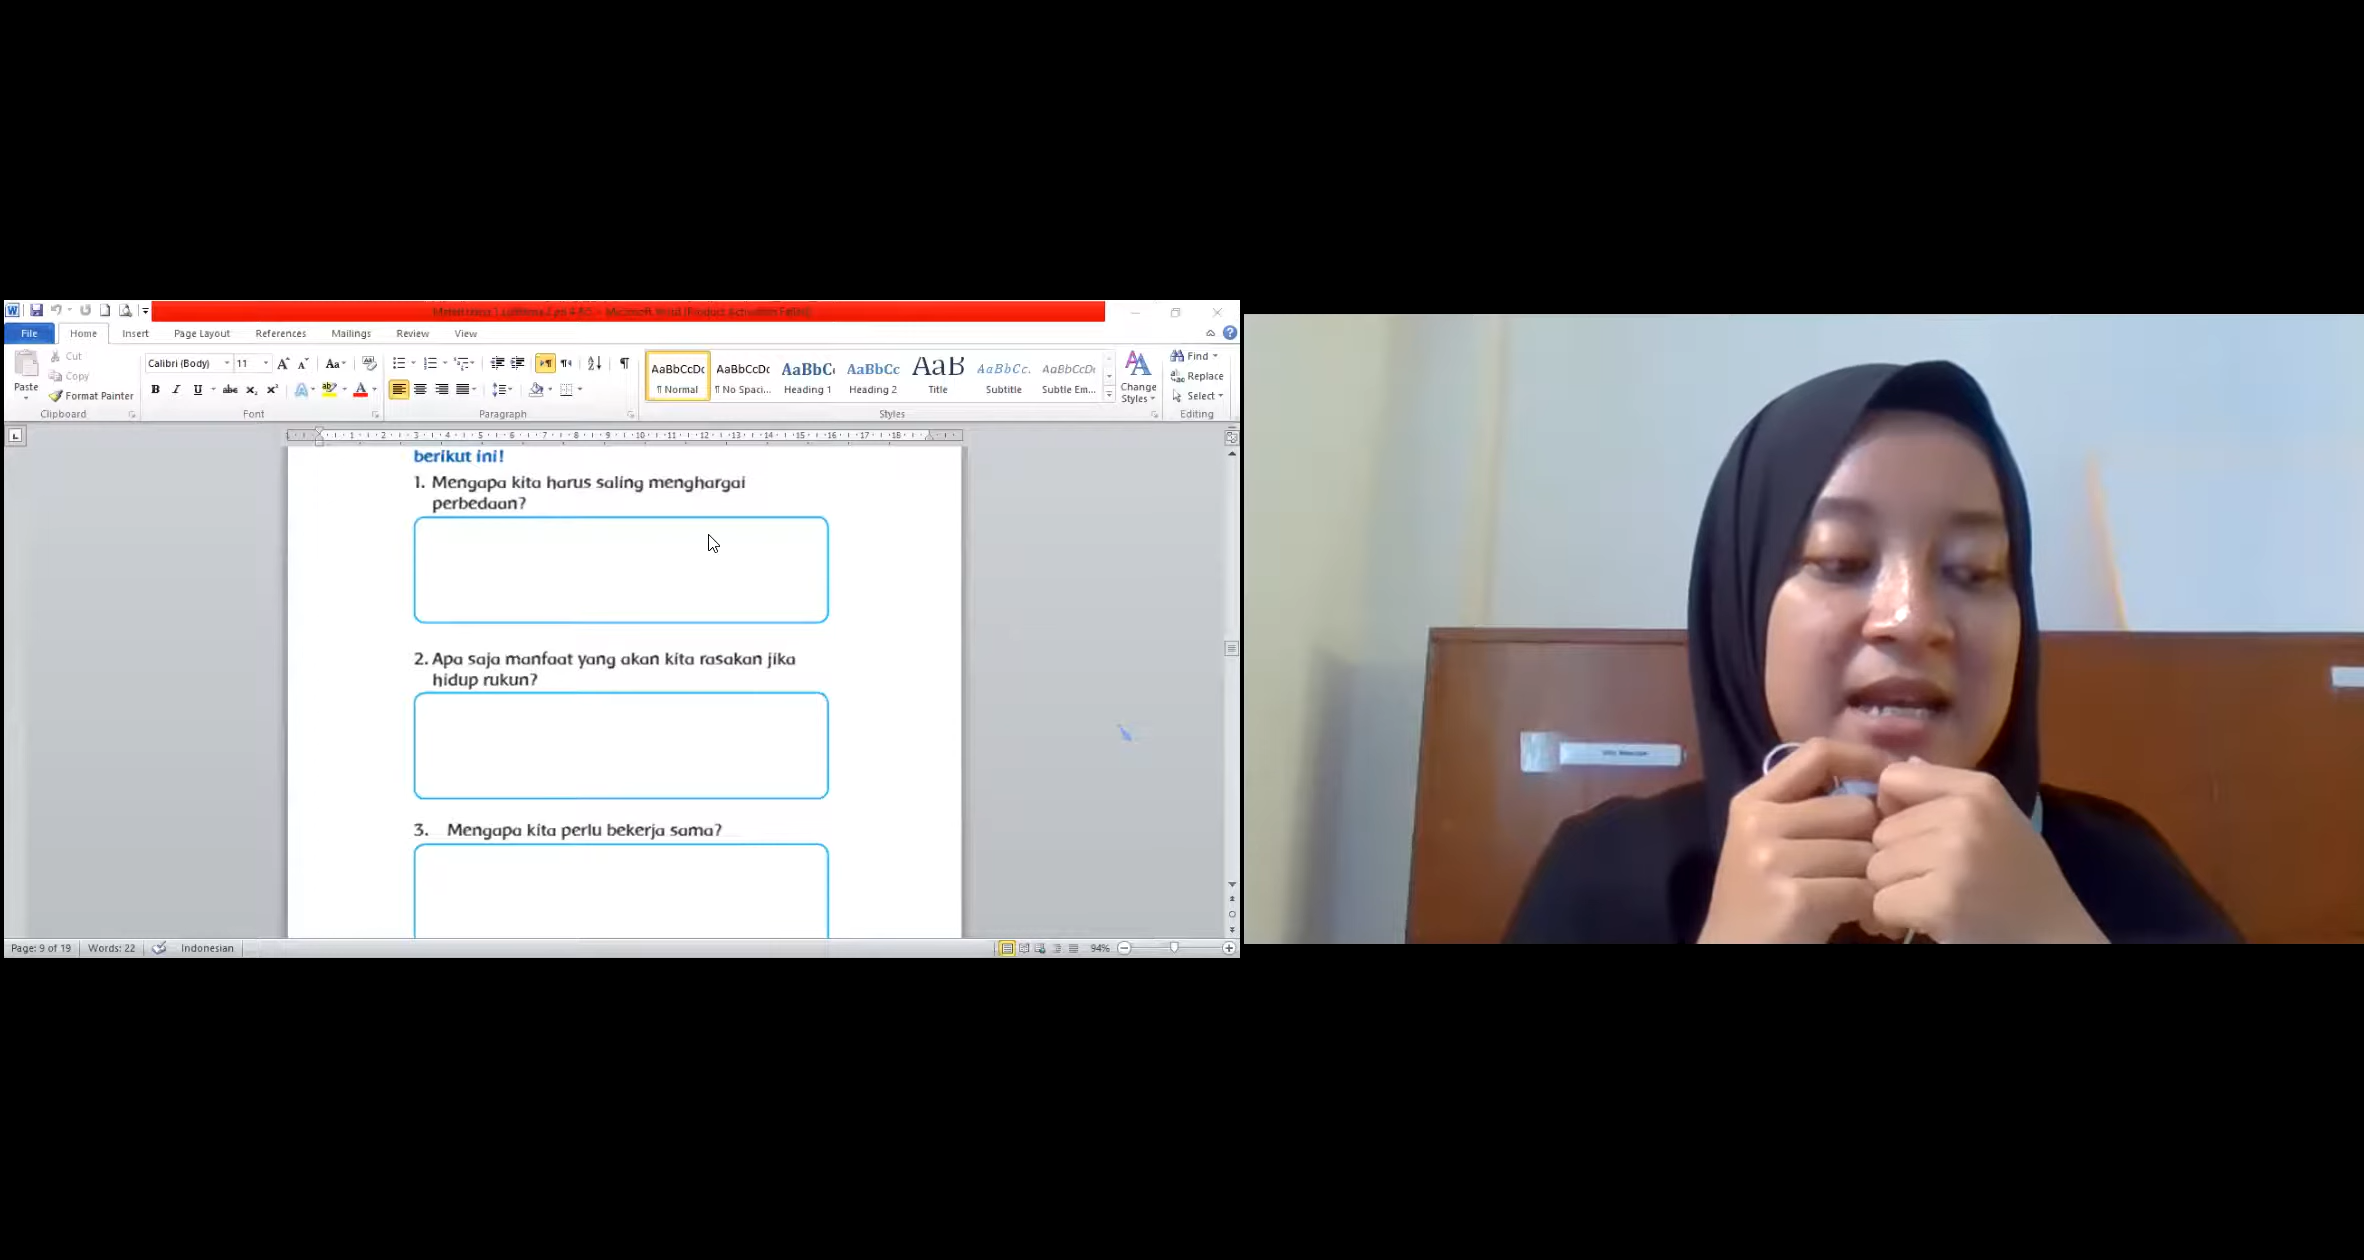 File Home Insert Page Layout References Mailings Review View
Cut
Copy
Format Painter
Paste
Clipboard
Calibri (Body) 11
Font
Paragraph
AaBbCcDc AaBbCcDc AaBbC AaBbCc AaB AaBbCc. AaBbCcDc
¶ Normal ¶ No Spaci... Heading 1 Heading 2 Title Subtitle Subtle Em...
Styles
Change
Styles
Find
Replace
Select
Editing
berikut ini!
1. Mengapa kita harus saling menghargai
perbedaan?
2. Apa saja manfaat yang akan kita rasakan jika
hidup rukun?
3. Mengapa kita perlu bekerja sama?
Page: 9 of 19 Words: 22 Indonesian 94%